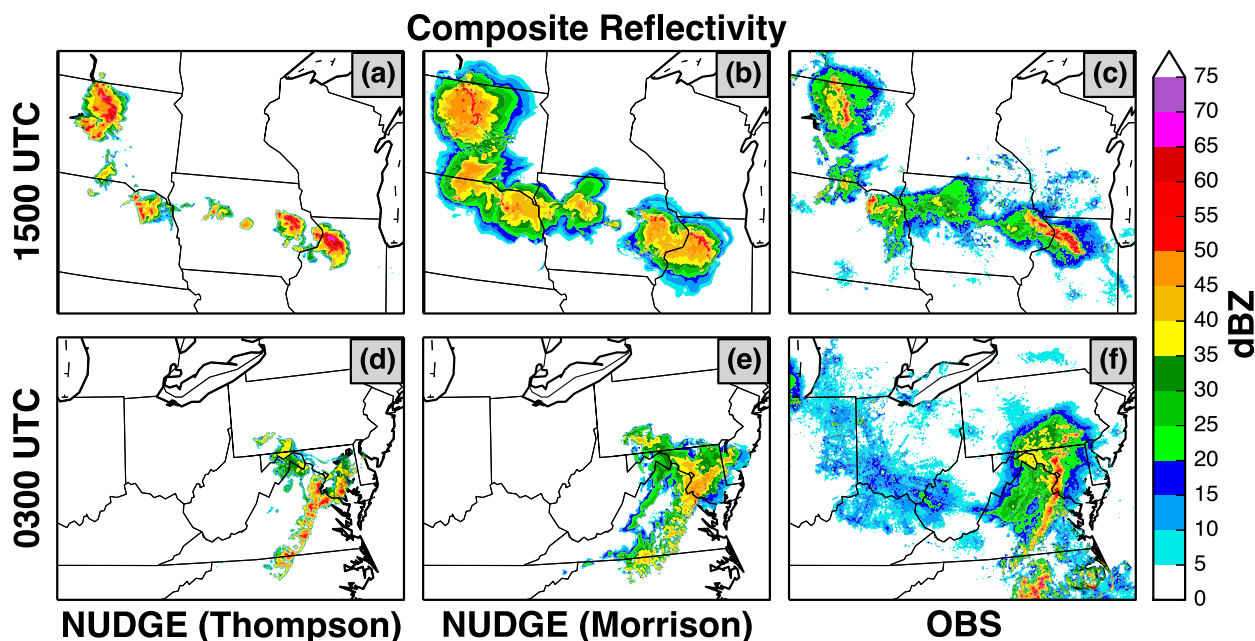 Composite Reflectivity
1500 UTC
(a)
(b)
(c)
0300 UTC
(d)
(e)
(f)
75
70
65
60
55
50
45
40
35
30
25
20
15
10
5
0
dBZ
NUDGE (Thompson)
NUDGE (Morrison)
OBS